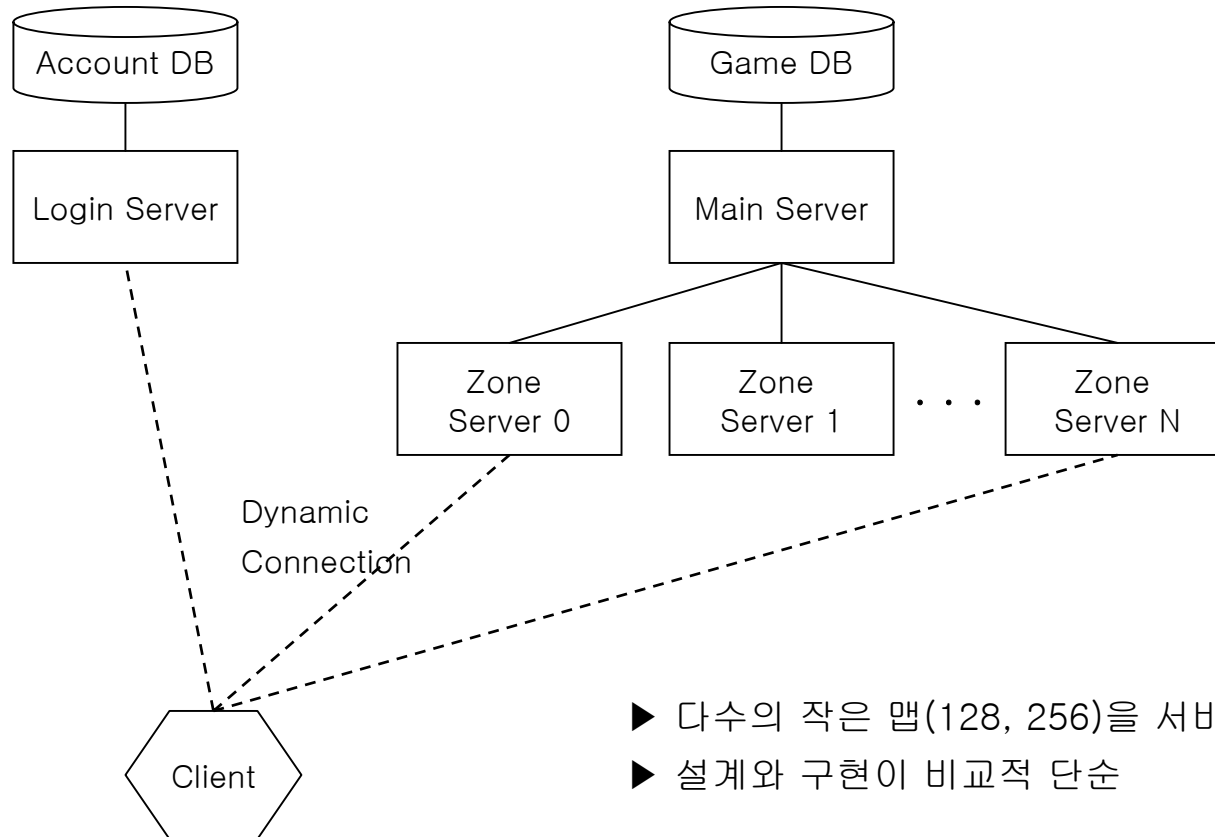 Account DB
Game DB
Login Server
Main Server
Zone
Server 0
Zone
Server 1
. . .
Zone
Server N
Dynamic
Connection
Client
▶ 다수의 작은 맵(128, 256)을
▶ 설계와 구현이 비교적 단순